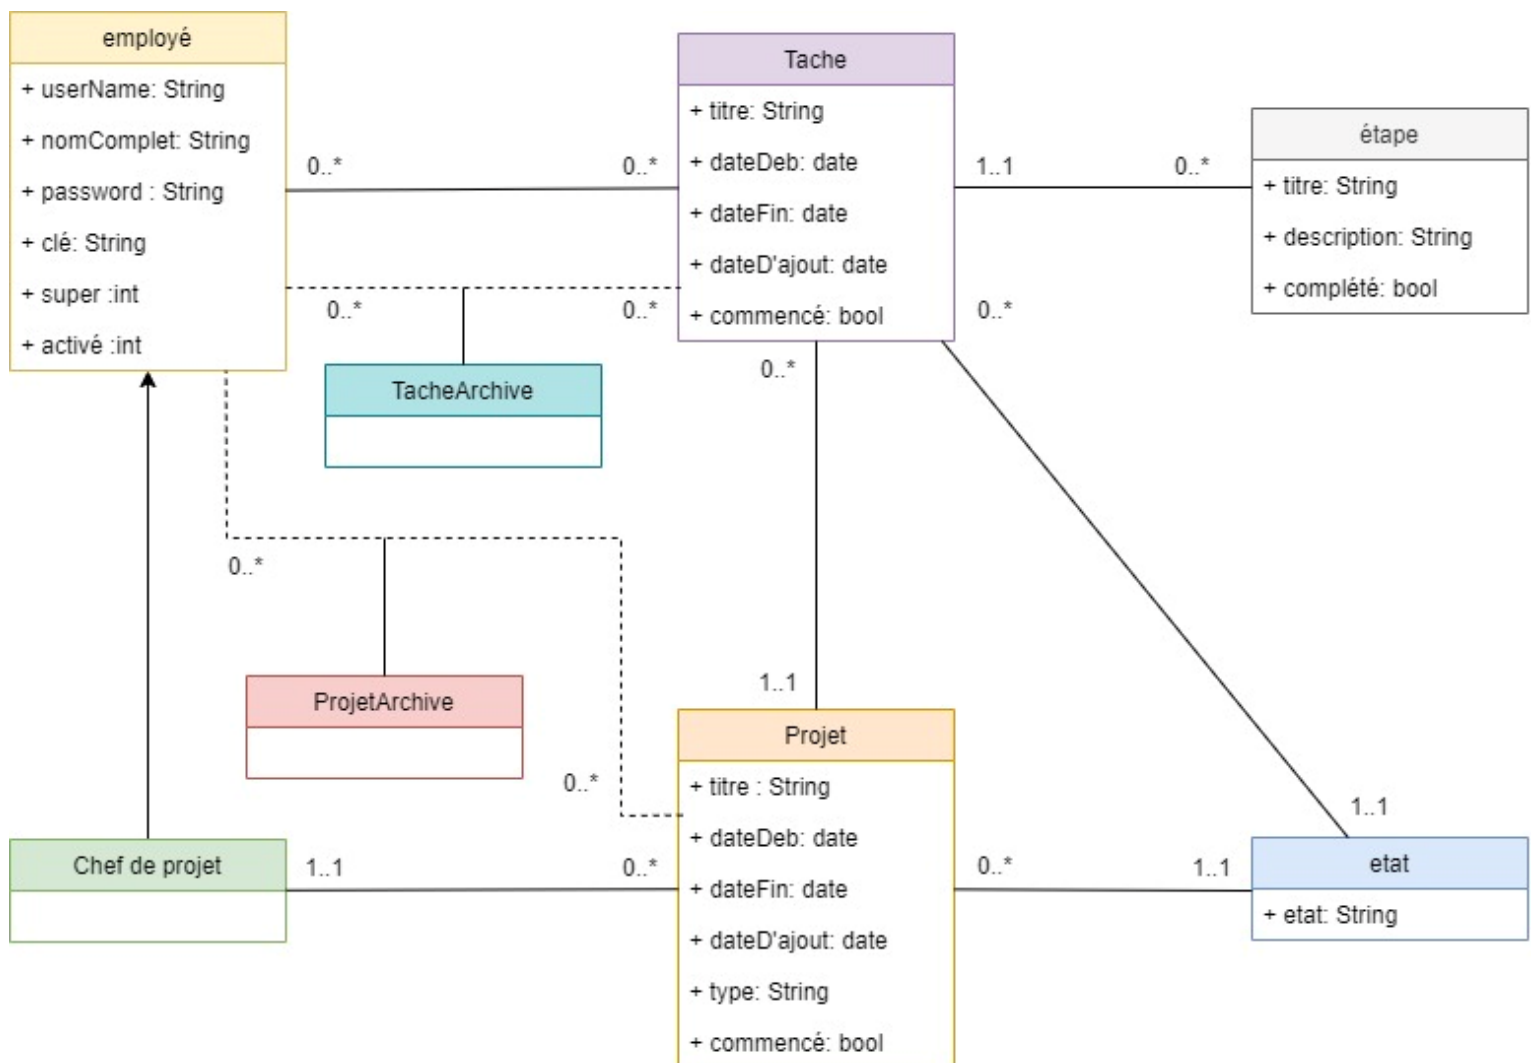 employé
+ userName: String
+ nomComplet: String
+ password : String
+ clé: String
+ super :int
+ activé :int
0..*
0..*
Tache
+ titre: String
+ dateDeb: date
+ dateFin: date
+ dateD'ajout: date
+ commencé: bool
1..1
0..*
étape
+ titre: String
+ description: String
+ complété: bool
0..*
0..*
0..*
TacheArchive
0..*
0..*
ProjetArchive
0..*
1..1
Projet
+ titre : String
+ dateDeb: date
+ dateFin: date
+ dateD'ajout: date
+ type: String
+ commencé: bool
Chef de projet
1..1
0..*
0..*
1..1
1..1
etat
+ etat: String